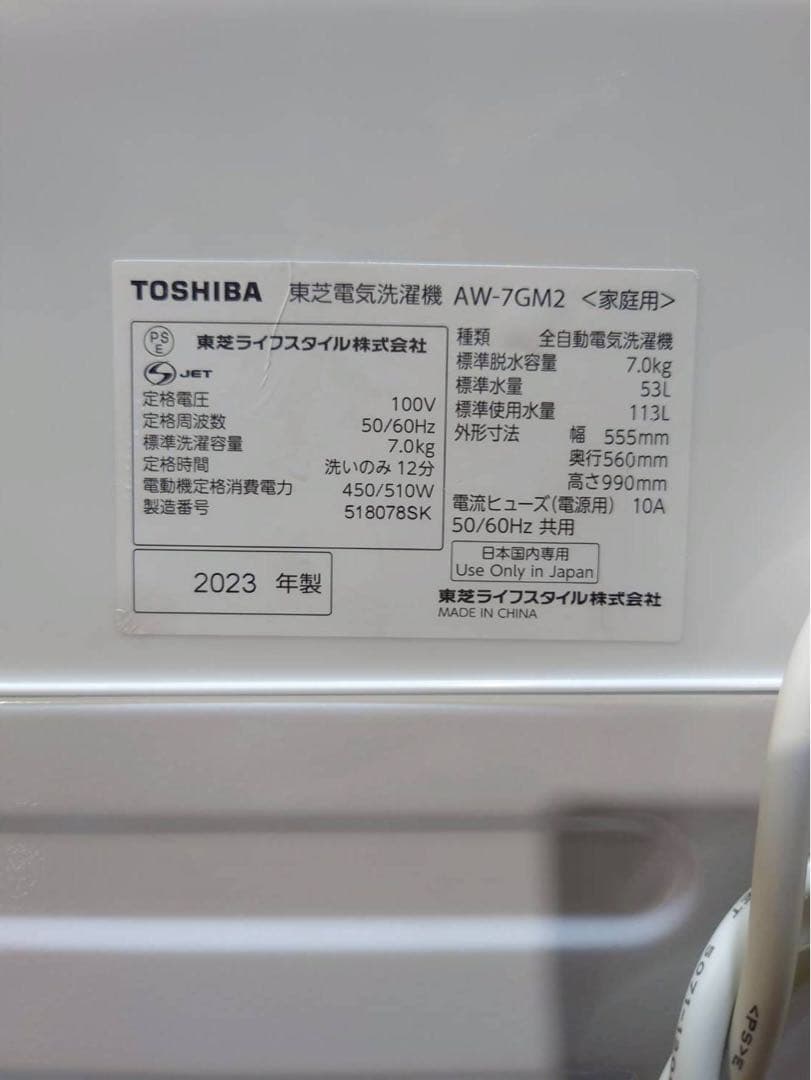 TOSHIBA 東芝電気洗濯機 AW-7GM2 <家庭用>
PSE 東芝ライフスタイル株式会社
S JET
定格電圧 100V
定格周波数 50/60Hz
標準洗濯容量 7.0kg
定格時間 洗いのみ 12分
電動機定格消費電力 450/510W
製造番号 518078SK
2023 年製
種類 全自動電気洗濯機
標準脱水容量 7.0kg
標準水量 53L
標準使用水量 113L
外形寸法 幅 555mm
奥行560mm
高さ990mm
電流ヒューズ(電源用) 10A
50/60Hz 共用
日本国内専用
Use Only in Japan
東芝ライフスタイル株式会社
MADE IN CHINA
<PS>E